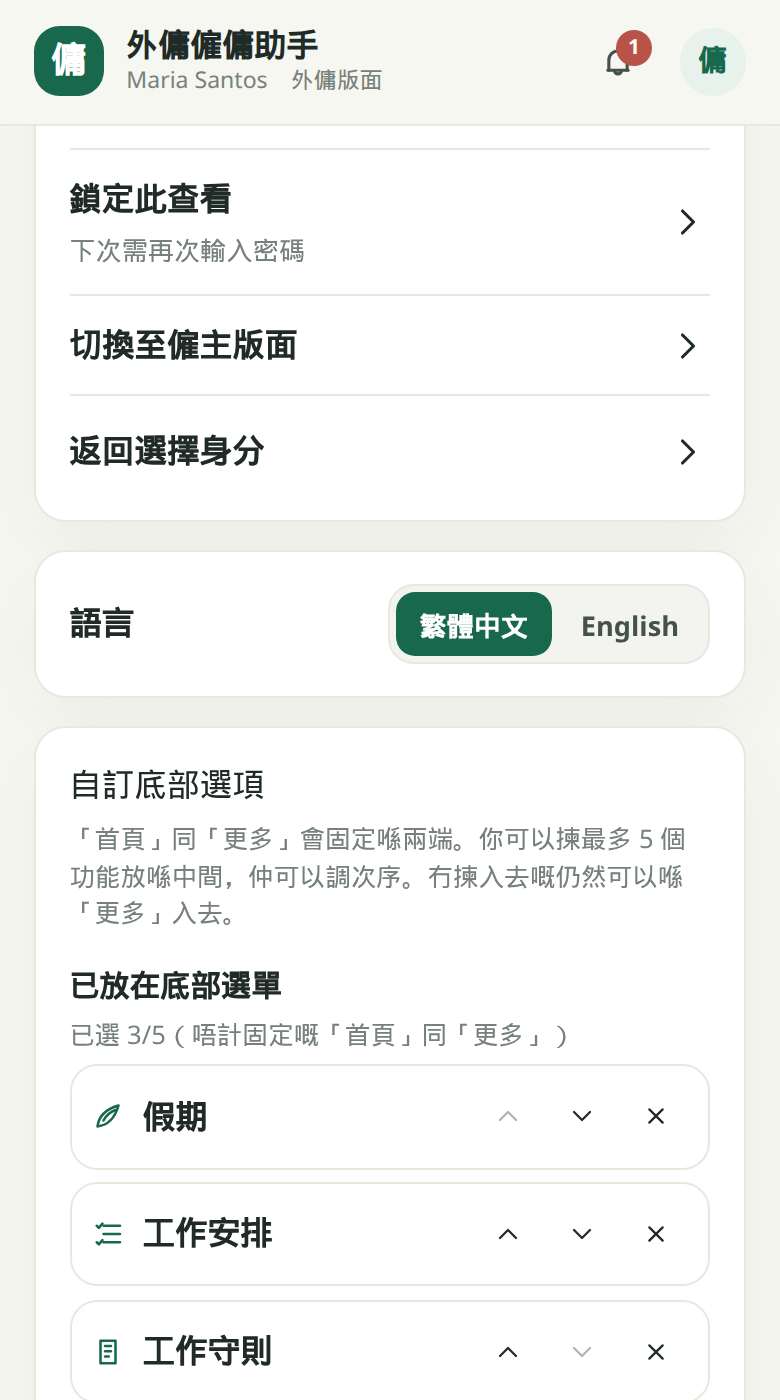 傭
外傭僱傭助手
Maria Santos 外傭版面
1
傭
鎖定此查看
下次需再次輸入密碼
切換至僱主版面
返回選擇身分
語言
繁體中文
English
自訂底部選項
「首頁」同「更多」會固定喺兩端。你可以揀最多 5 個
功能放喺中間，仲可以調次序。冇揀入去嘅仍然可以喺
「更多」入去。
已放在底部選單
已選 3/5（唔計固定嘅「首頁」同「更多」）
假期
工作安排
工作守則